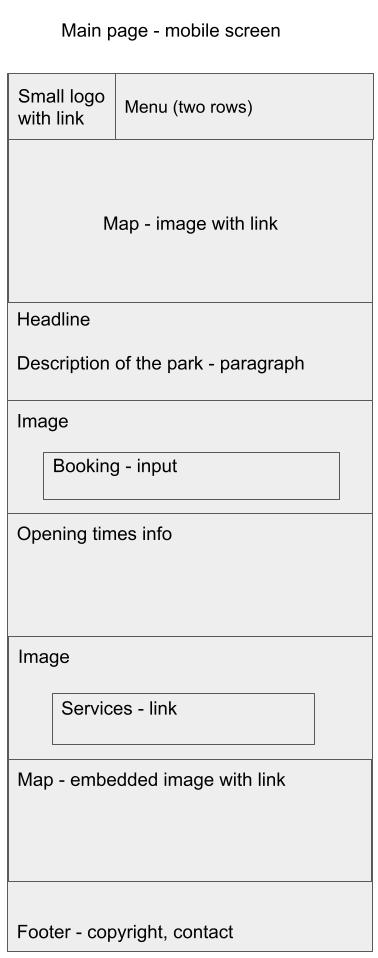 Main page - mobile screen
Small logo
with link
Menu (two rows)
Map - image with link
Headline
Description of the park - paragraph
Image
Booking - input
Opening times info
Image
Services - link
Map - embedded image with link
Footer - copyright, contact